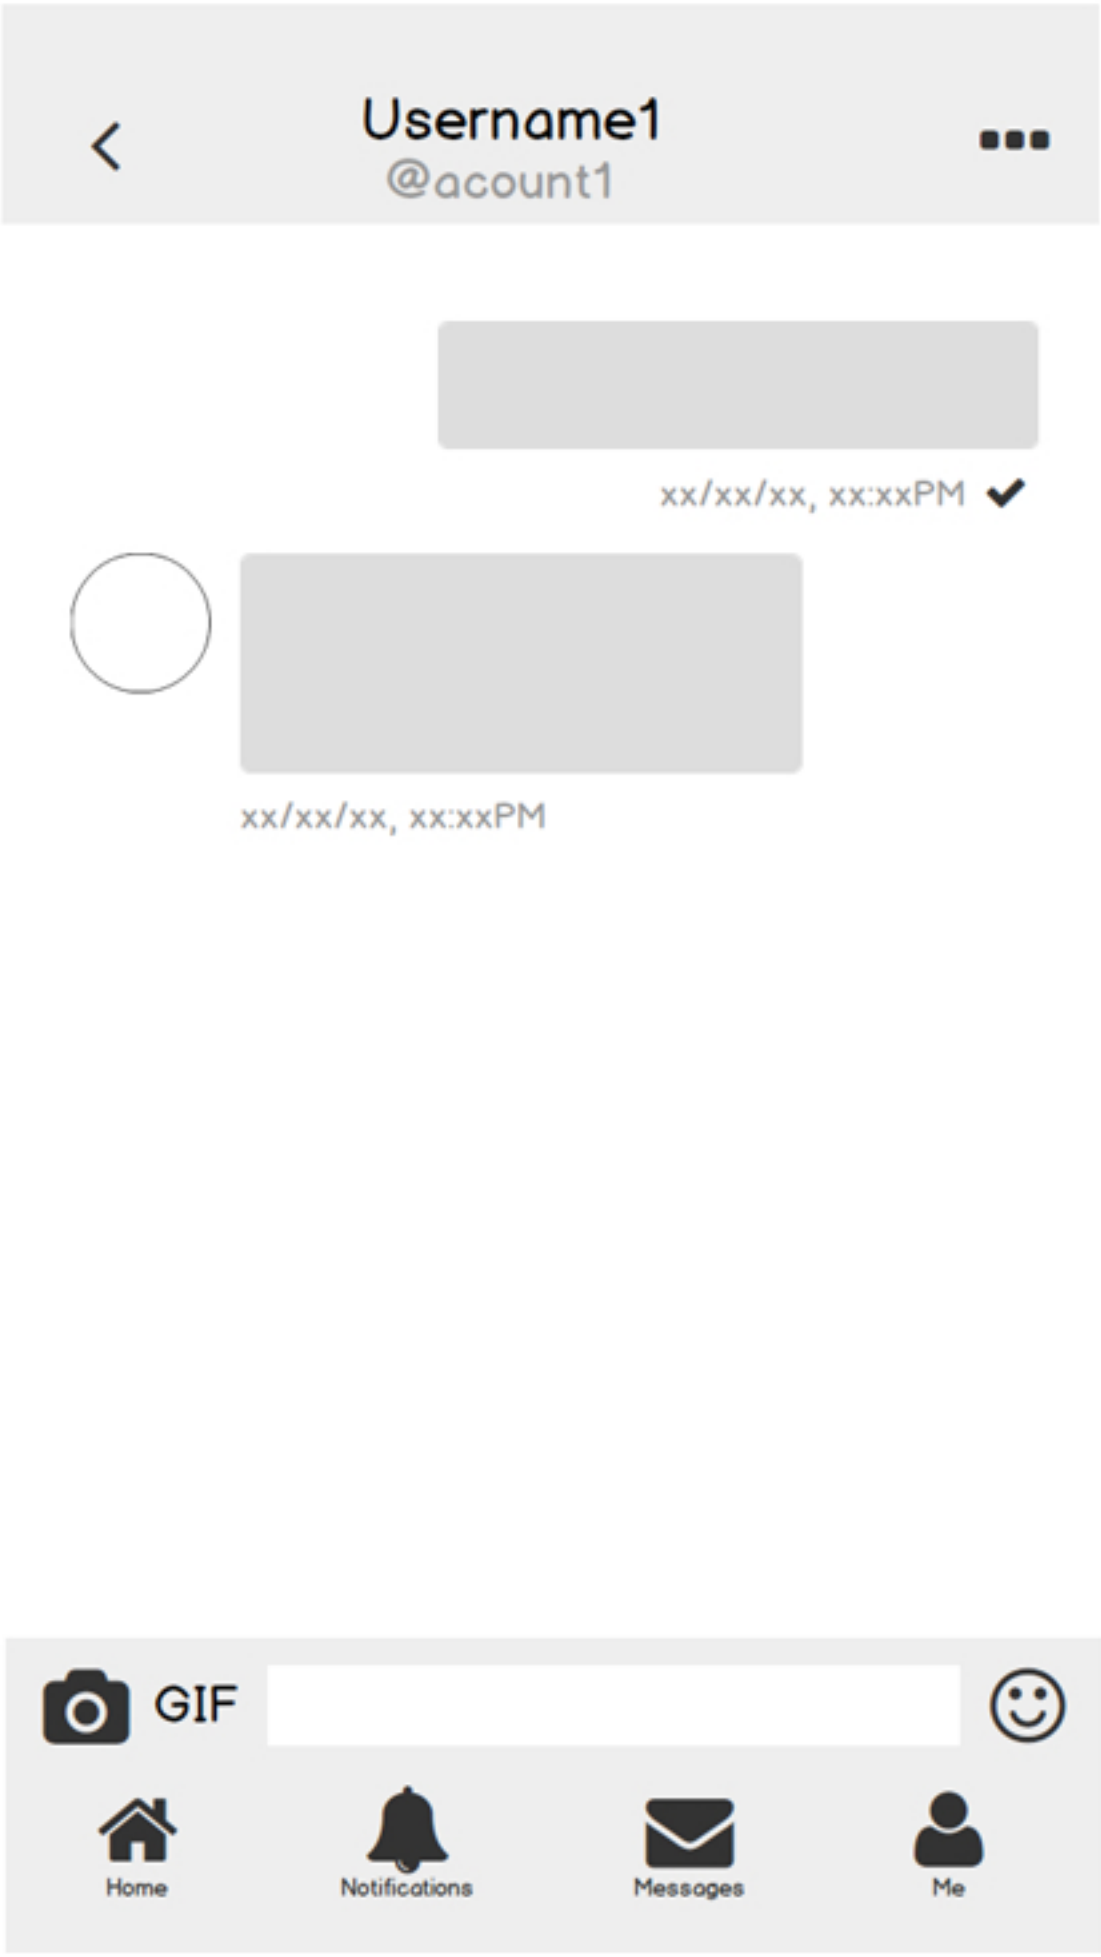 Username1
@acount1
xx/xx/xx, xx:xxPM
xx/xx/xx, xx:xxPM
GIF
Home Notifications Messages Me